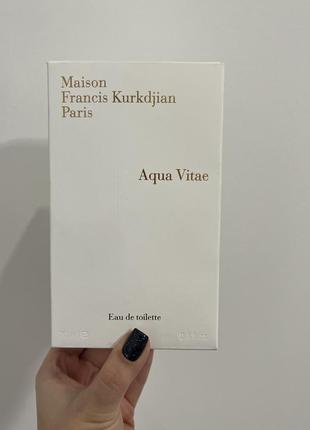 Maison
Francis Kurkdjian
Paris
Aqua Vitae
Eau de toilette